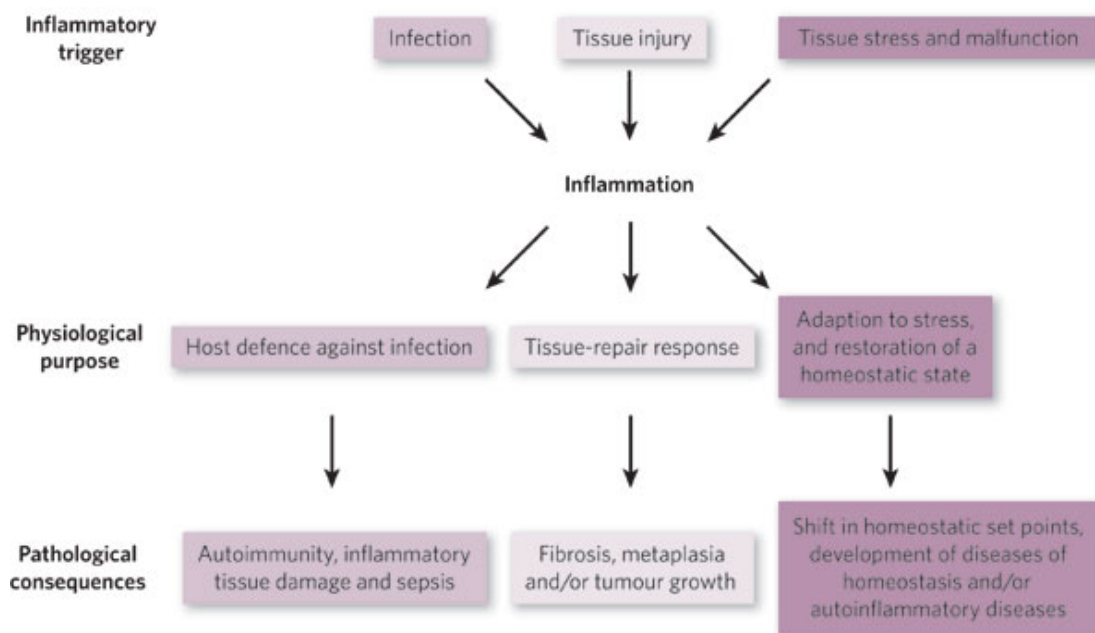 Inflammatory
trigger
Infection
Tissue injury
Tissue stress and malfunction
Inflammation
Physiological
purpose
Host defence against infection
Tissue-repair response
Adaption to stress,
and restoration of a
homeostatic state
Pathological
consequences
Autoimmunity, inflammatory
tissue damage and sepsis
Fibrosis, metaplasia
and/or tumour growth
Shift in homeostatic set points,
development of diseases of
homeostasis and/or
autoinflammatory diseases